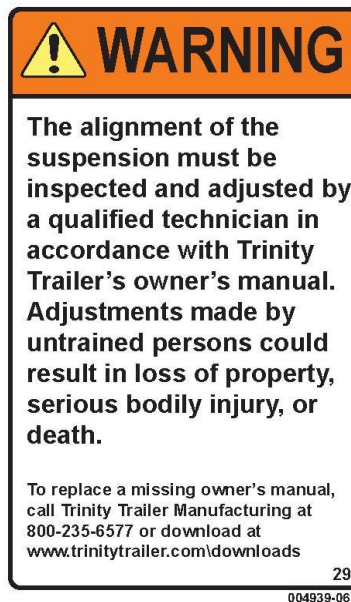 WARNING
The alignment of the
suspension must be
inspected and adjusted by
a qualified technician in
accordance with Trinity
Trailer's owner's manual.
Adjustments made by
untrained persons could
result in loss of property,
serious bodily injury, or
death.
To replace a missing owner's manual,
call Trinity Trailer Manufacturing at
800-235-6577 or download at
www.trinitytrailer.com\downloads
29
004939-06